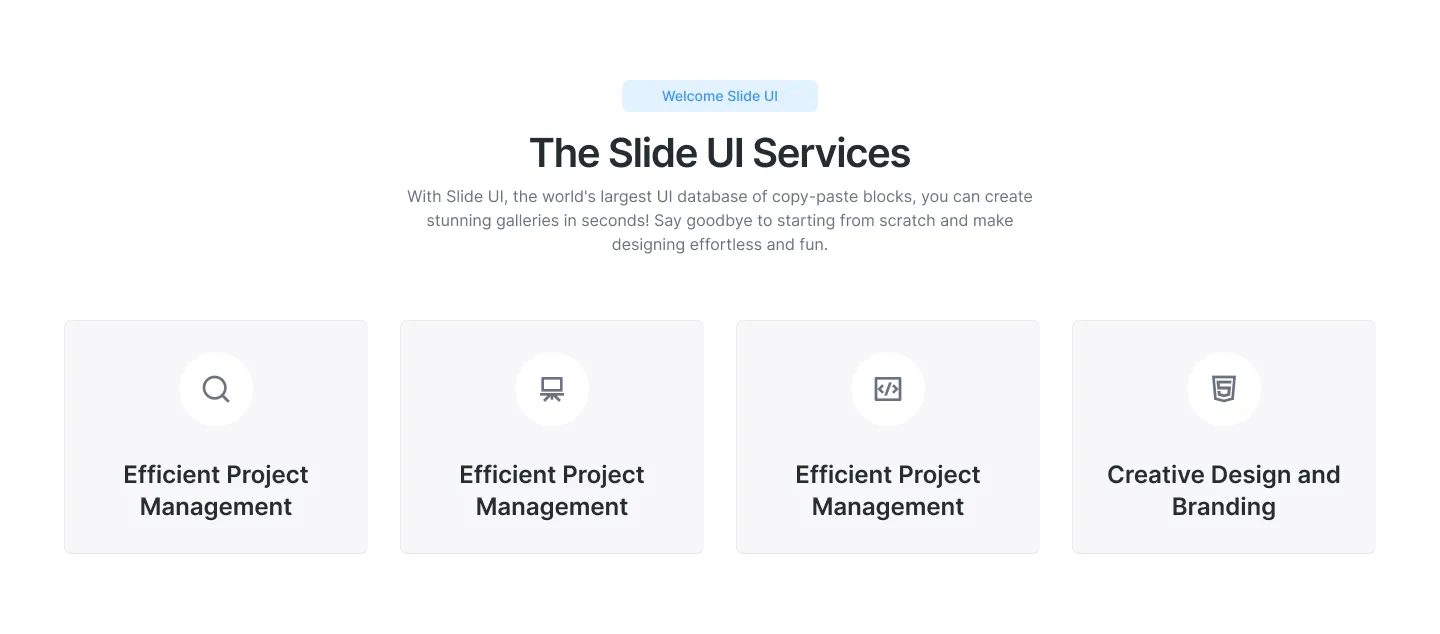 Welcome Slide UI
The Slide UI Services
With Slide UI, the world's largest UI database of copy-paste blocks, you can create
stunning galleries in seconds! Say goodbye to starting from scratch and make
designing effortless and fun.
Efficient Project
Management
Efficient Project
Management
Efficient Project
Management
Creative Design and
Branding